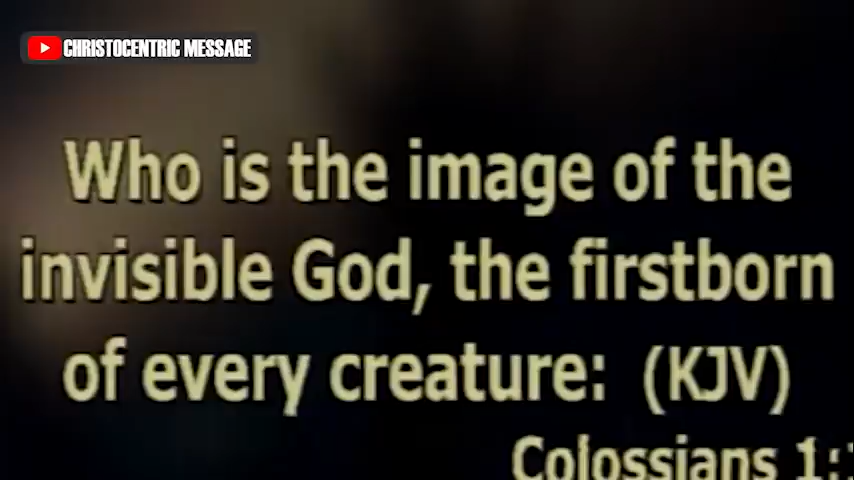 CHRISTOCENTRIC MESSAGE
Who is the image of the
invisible God, the firstborn
of every creature: (KJV)
Colossians 1: